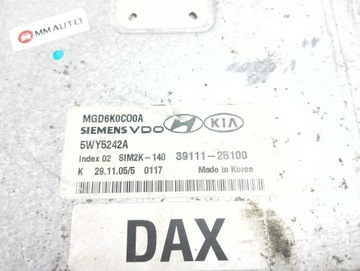 MMAUTO
MGD6K0C00A
SIEMENS VDO KIA
5WY5242A
Index 02 SIM2K-140 39111-25100
K 29.11.05/5 0117 Made in Korea
DAX